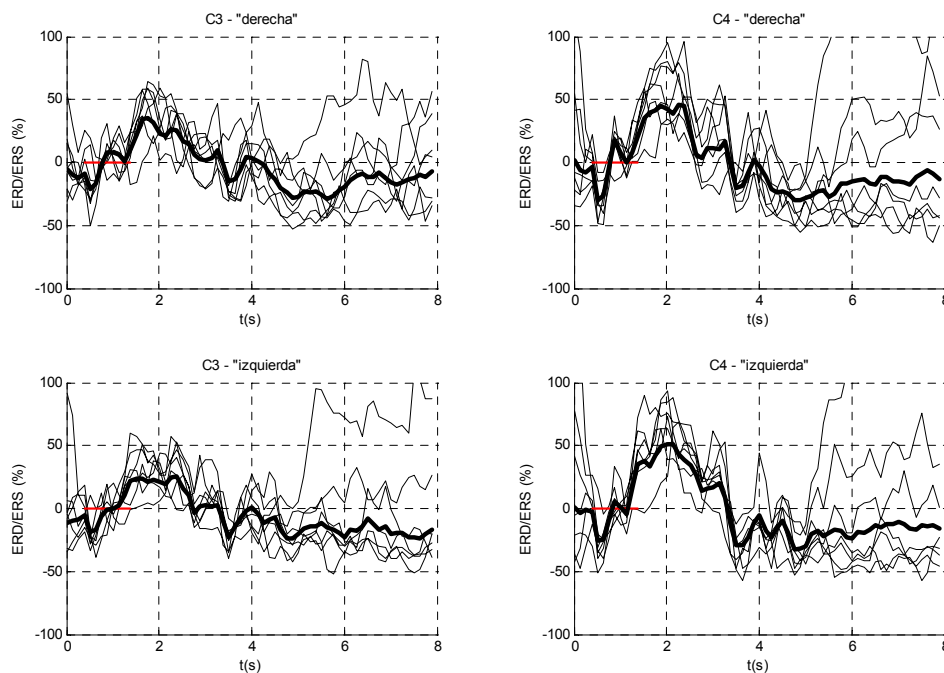 C3 - "derecha"
100
50
0
-50
-100
ERD/ERS (%)
0 2 4 6 8
t(s)
C4 - "derecha"
100
50
0
-50
-100
ERD/ERS (%)
0 2 4 6 8
t(s)
C3 - "izquierda"
100
50
0
-50
-100
ERD/ERS (%)
0 2 4 6 8
t(s)
C4 - "izquierda"
100
50
0
-50
-100
ERD/ERS (%)
0 2 4 6 8
t(s)